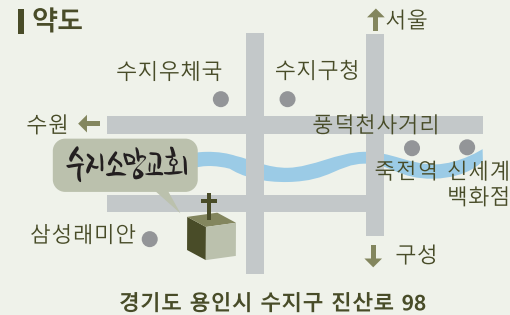 약도
서울
수지우체국
수지구청
수원
풍덕천사거리
수지소망교회
죽전역
신세계
백화점
삼성래미안
구성
경기도 용인시 수지구 진산로 98